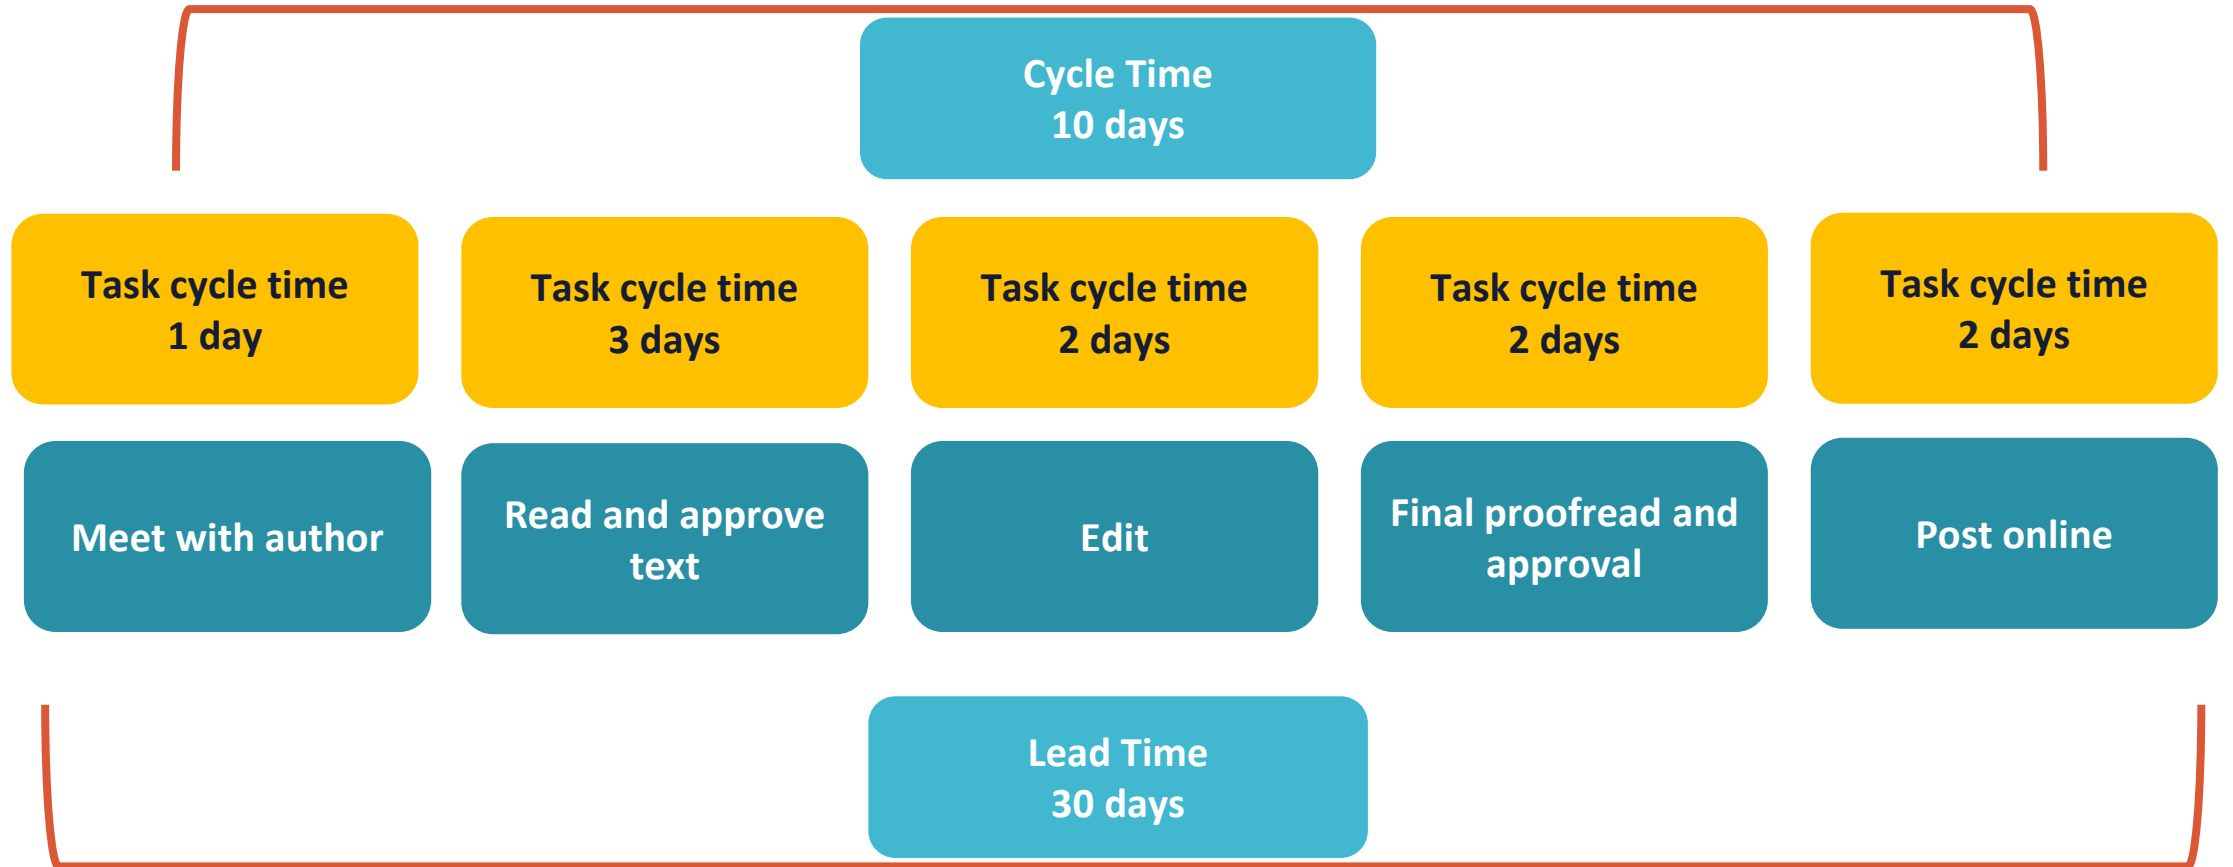 Cycle Time
10 days
Task cycle time
1 day
Task cycle time
3 days
Task cycle time
2 days
Task cycle time
2 days
Task cycle time
2 days
Meet with author
Read and approve
text
Edit
Final proofread and
approval
Post online
Lead Time
30 days